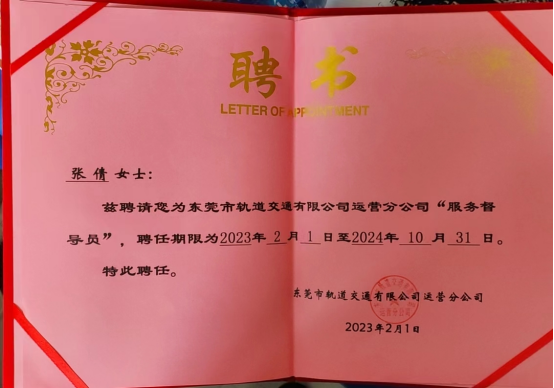 聘书
LETTER OF APPOINTMENT
张倩 女士：
兹聘请您为东莞市轨道交通有限公司运营分公司“服务督
导员”，聘任期限为2023年 2 月 1 日至2024年 10 月 31 日。
特此聘任。
东莞市轨道交通有限公司运营分公司
2023年2月1日